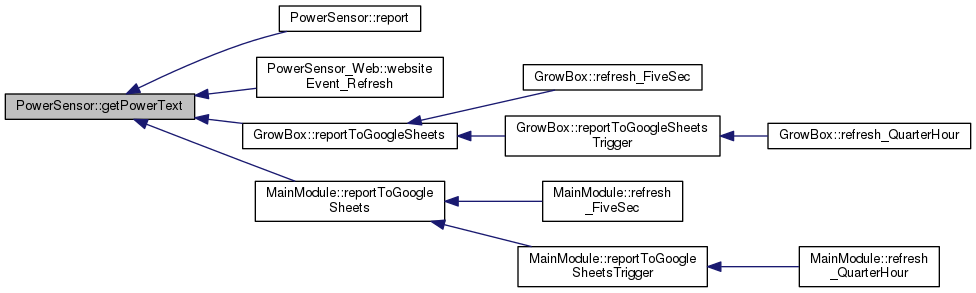 PowerSensor::report
PowerSensor_Web::website
Event_Refresh
GrowBox::refresh_FiveSec
PowerSensor::getPowerText
GrowBox::reportToGoogleSheets
GrowBox::reportToGoogleSheets
Trigger
GrowBox::refresh_QuarterHour
MainModule::reportToGoogle
Sheets
MainModule::refresh
_FiveSec
MainModule::reportToGoogle
SheetsTrigger
MainModule::refresh
_QuarterHour